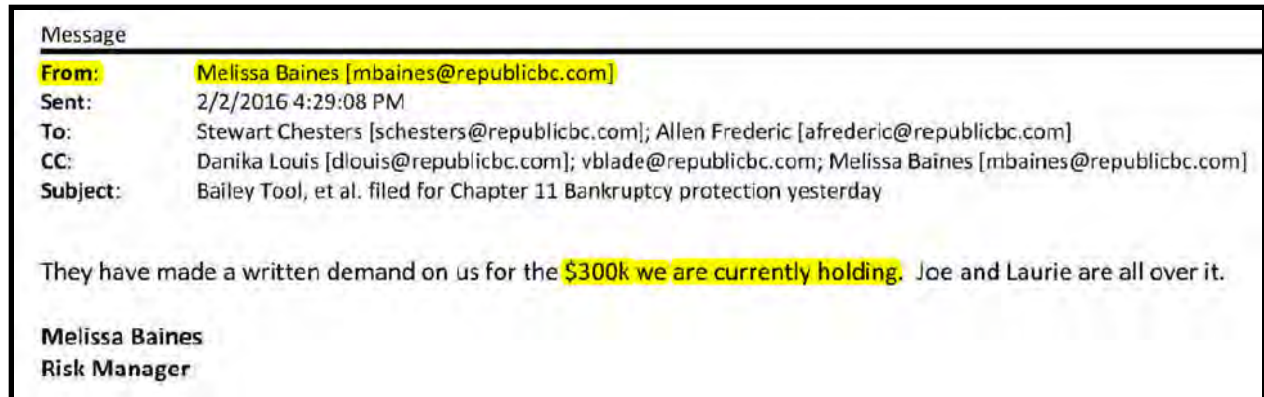 Message
From: Melissa Baines [mbaines@republicbc.com]
Sent: 2/2/2016 4:29:08 PM
To: Stewart Chesters [schesters@republicbc.com]; Allen Frederic [afrederic@republicbc.com]
CC: Danika Louis [dlouis@republicbc.com]; vblade@republicbc.com; Melissa Baines [mbaines@republicbc.com]
Subject: Bailey Tool, et al. filed for Chapter 11 Bankruptcy protection yesterday
They have made a written demand on us for the $300k we are currently holding. Joe and Laurie are all over it.
Melissa Baines
Risk Manager